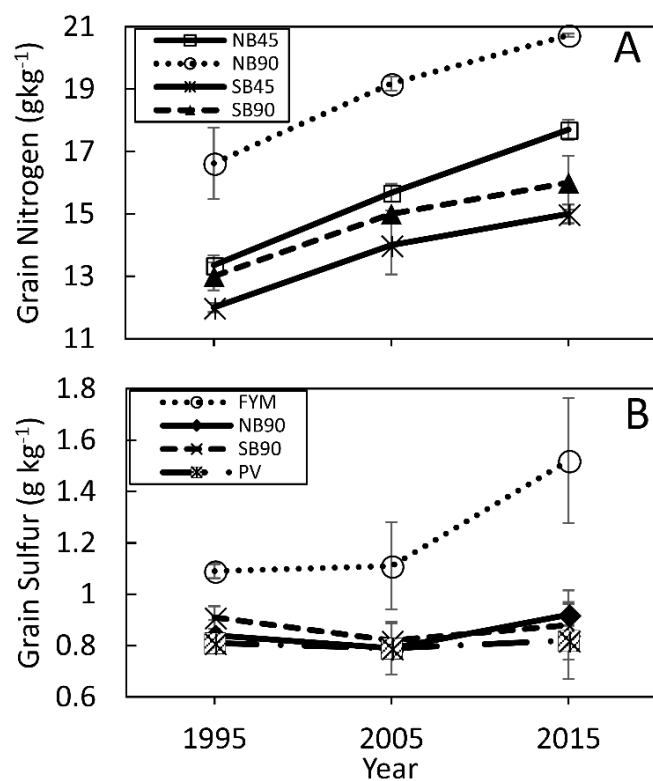 A
NB45
NB90
SB45
SB90
Grain Nitrogen (gkg⁻¹)
21
19
17
15
13
11
B
FYM
NB90
SB90
PV
Grain Sulfur (g kg⁻¹)
1.8
1.6
1.4
1.2
1
0.8
0.6
1995 2005 2015
Year